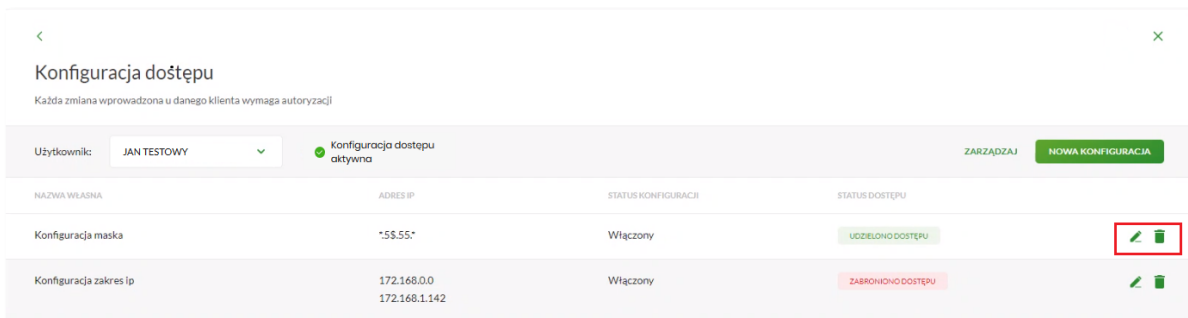 Konfiguracja dostępu
Każda zmiana wprowadzona u danego klienta wymaga autoryzacji
Użytkownik: JAN TESTOWY Konfiguracja dostępu aktywna ZARZĄDZAJ NOWA KONFIGURACJA
NAZWA WŁASNA ADRES IP STATUS KONFIGURACJI STATUS DOSTĘPU
Konfiguracja maska *.5$.55.* Włączony UDZIELONO DOSTĘPU
Konfiguracja zakres ip 172.168.0.0 Włączony ZABRONIONO DOSTĘPU
172.168.1.142